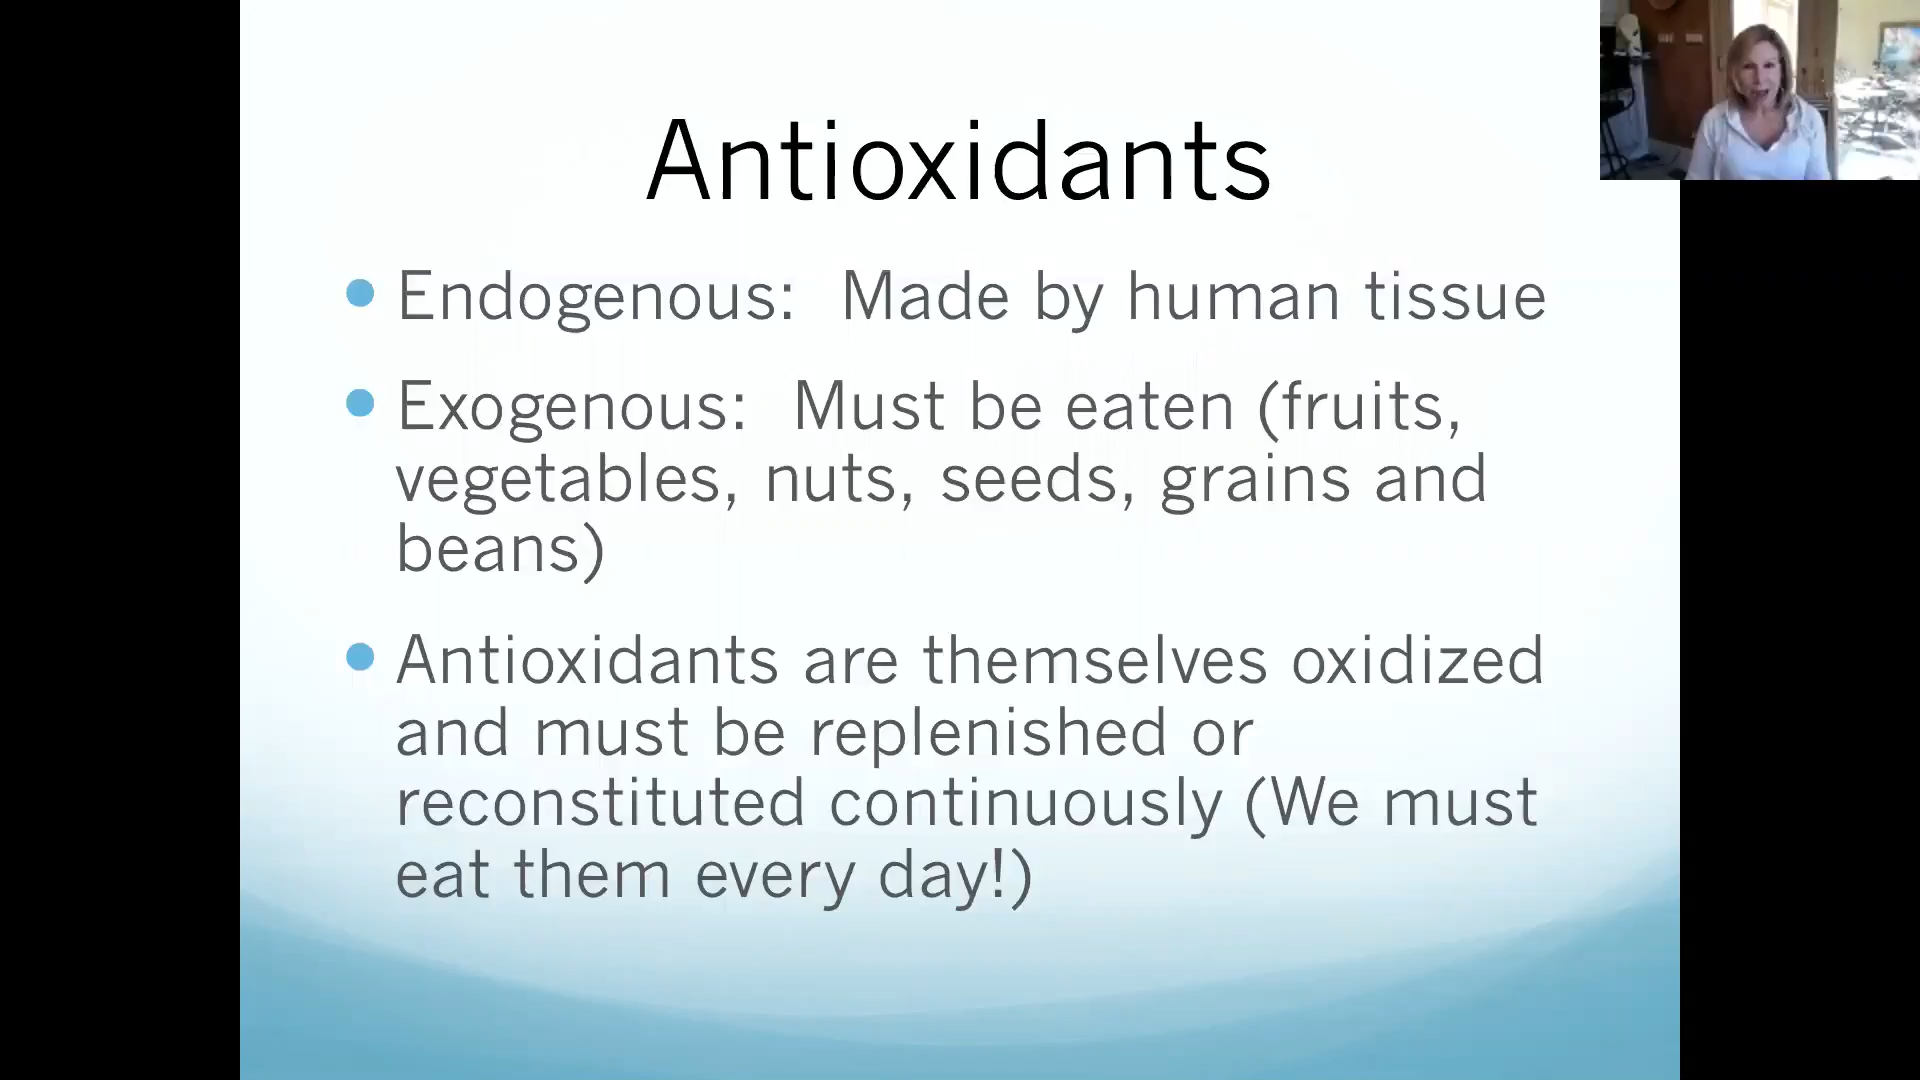 Antioxidants
Endogenous: Made by human tissue
Exogenous: Must be eaten (fruits,
vegetables, nuts, seeds, grains and
beans)
Antioxidants are themselves oxidized
and must be replenished or
reconstituted continuously (We must
eat them every day!)